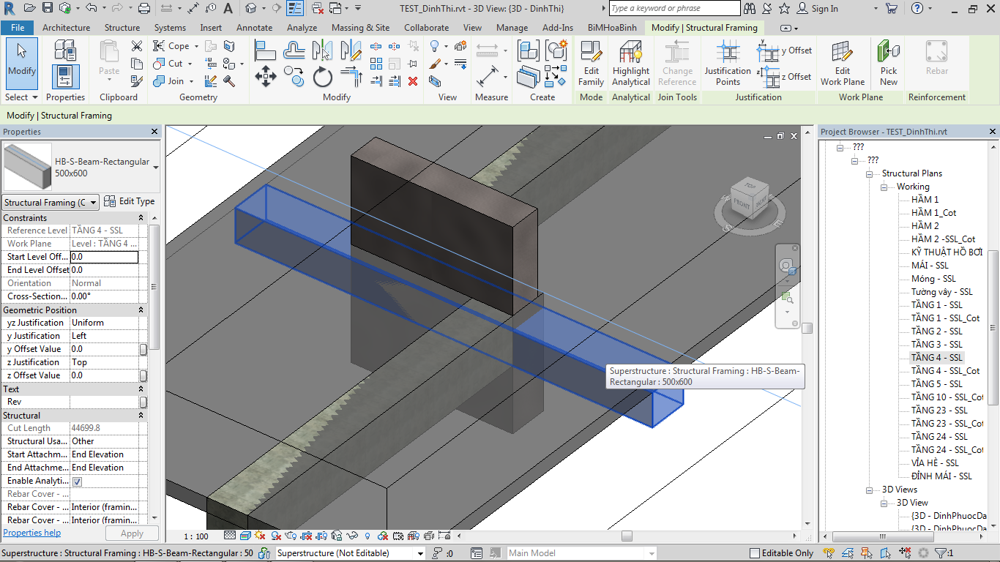 TEST_DinhThi.rvt - 3D View: {3D - DinhThi}
Type a keyword or phrase
Sign In
File
Architecture
Structure
Systems
Insert
Annotate
Analyze
Massing & Site
Collaborate
View
Manage
Add-Ins
BiMHoaBinh
Modify | Structural Framing
Modify
Paste
Cope
Cut
Join
Edit Family
Highlight Analytical
Change Reference
Justification Points
y Offset
z Offset
Edit Work Plane
Pick New
Rebar
Select
Properties
Clipboard
Geometry
Modify
View
Measure
Create
Mode
Analytical
Join Tools
Justification
Work Plane
Reinforcement
Modify | Structural Framing
Properties
HB-S-Beam-Rectangular
500x600
Structural Framing (C
Edit Type
Constraints
Reference Level TẦNG 4 - SSL
Work Plane Level : TẦNG 4 ...
Start Level Off... 0.0
End Level Offset 0.0
Orientation Normal
Cross-Section... 0.00°
Geometric Position
yz Justification Uniform
y Justification Left
y Offset Value 0.0
z Justification Top
z Offset Value 0.0
Text
Rev
Structural
Cut Length 44699.8
Structural Usa... Other
Start Attachm... End Elevation
End Attachme... End Elevation
Enable Analyti...
Rebar Cover - ...
Rebar Cover - ... Interior (framin...
Rebar Cover - ... Interior (framin...
Properties help
Apply
TOP
FRONT
RIGHT
S
Superstructure : Structural Framing : HB-S-Beam-
Rectangular : 500x600
1 : 100
Project Browser - TEST_DinhThi.rvt
???
???
Structural Plans
Working
HẦM 1
HẦM 1_Cot
HẦM 2
HẦM 2 -SSL_Cot
KỸ THUẬT HỒ BƠI
MÁI - SSL
Móng - SSL
Tường vây - SSL
TẦNG 1 - SSL
TẦNG 1 - SSL_Cot
TẦNG 2 - SSL
TẦNG 3 - SSL
TẦNG 4 - SSL
TẦNG 4 - SSL_Cot
TẦNG 5 - SSL
TẦNG 10 - SSL_Cot
TẦNG 23 - SSL
TẦNG 23 - SSL_Cot
TẦNG 24 - SSL
TẦNG 24 - SSL_Cot
VỈA HÈ - SSL
ĐỈNH MÁI - SSL
3D Views
3D View
{3D - DinhPhuocDa
{3D - DinhThi}
Superstructure : Structural Framing : HB-S-Beam-Rectangular : 50
Superstructure (Not Editable)
:0
Main Model
Editable Only
:1